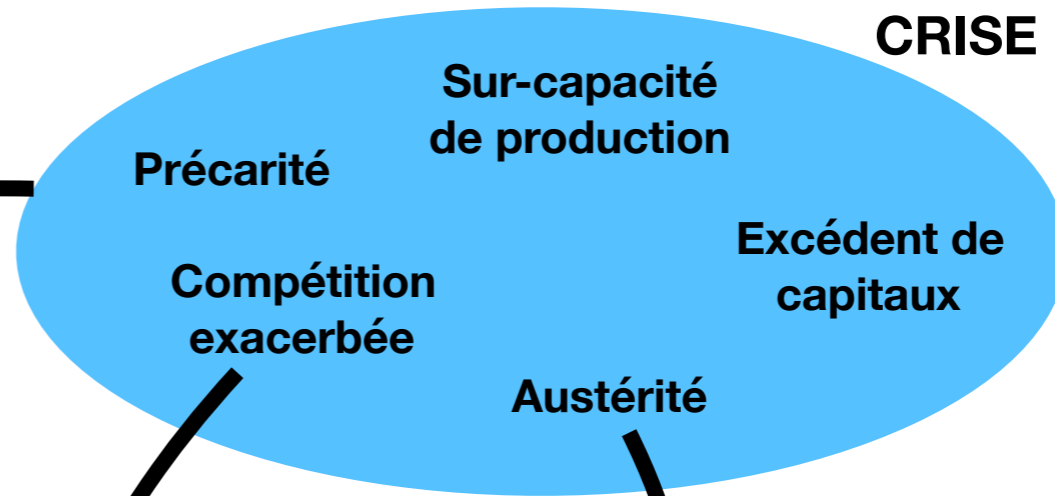 CRISE
Sur-capacité
de production
Précarité
Excédent de
capitaux
Compétition
exacerbée
Austérité